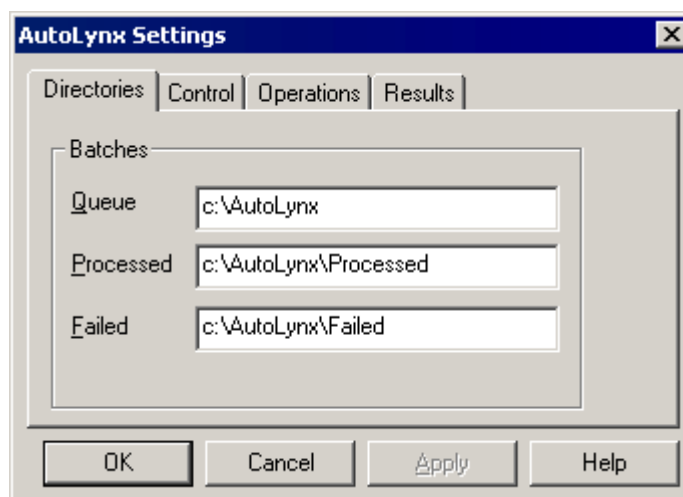 AutoLynx Settings
Directories Control Operations Results
Batches
Queue c:\AutoLynx
Processed c:\AutoLynx\Processed
Failed c:\AutoLynx\Failed
OK Cancel Apply Help